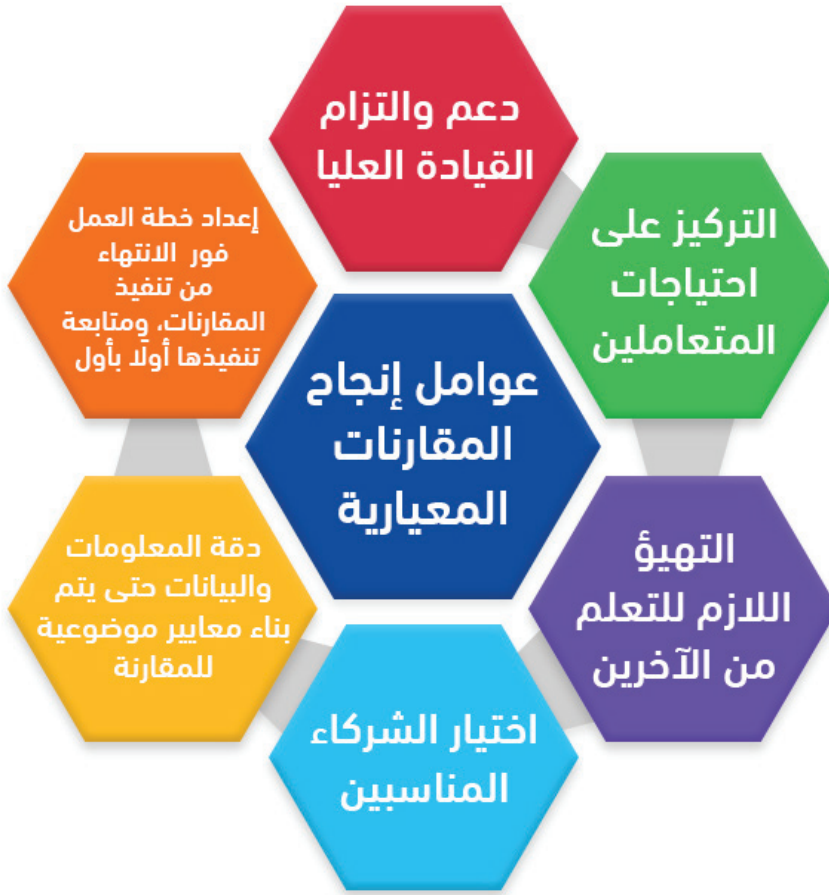 عوامل إنجاح
المقارنات
المعيارية
دعم والتزام
القيادة العليا
التركيز على
احتياجات
المتعاملين
التهيؤ
اللازم للتعلم
من الآخرين
اختيار الشركاء
المناسبين
دقة المعلومات
والبيانات حتى يتم
بناء معايير موضوعية
للمقارنة
إعداد خطة العمل
فور الانتهاء
من تنفيذ
المقارنات، ومتابعة
تنفيذها أولًا بأول